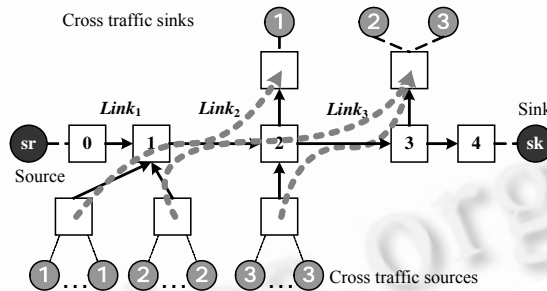 Cross traffic sinks
1
2 3
Link1 Link2 Link3
Sink
sr 0 1 2 3 4 sk
Source
1 ... 1 2 ... 2 3 ... 3
Cross traffic sources
org